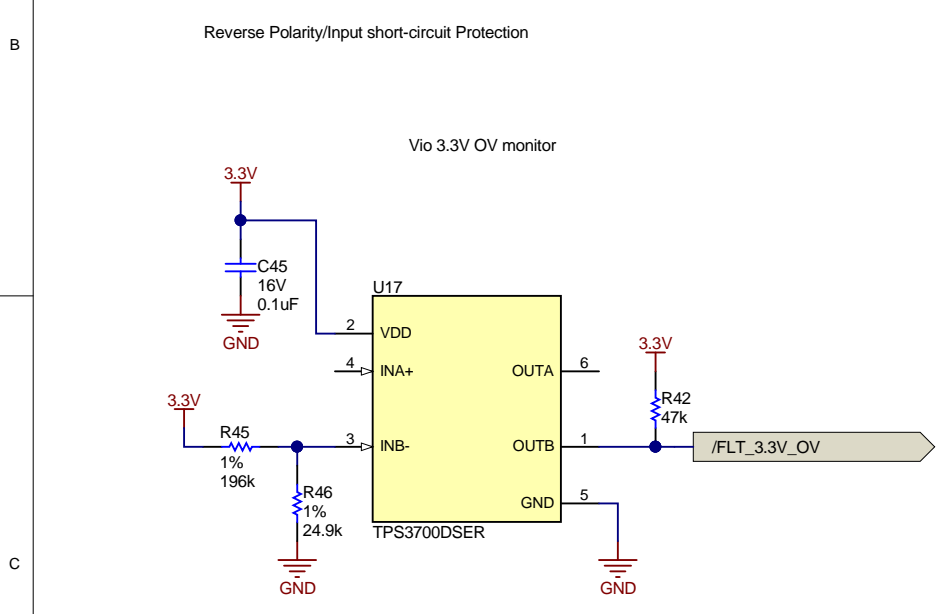 B
Reverse Polarity/Input short-circuit Protection
Vio 3.3V OV monitor
3.3V
C45
16V
0.1uF
GND
U17
2
VDD
4
INA+
OUTA
6
3.3V
R42
47k
3.3V
R45
1%
196k
3
INB-
OUTB
1
/FLT_3.3V_OV
R46
1%
24.9k
GND
GND
5
TPS3700DSER
GND
C